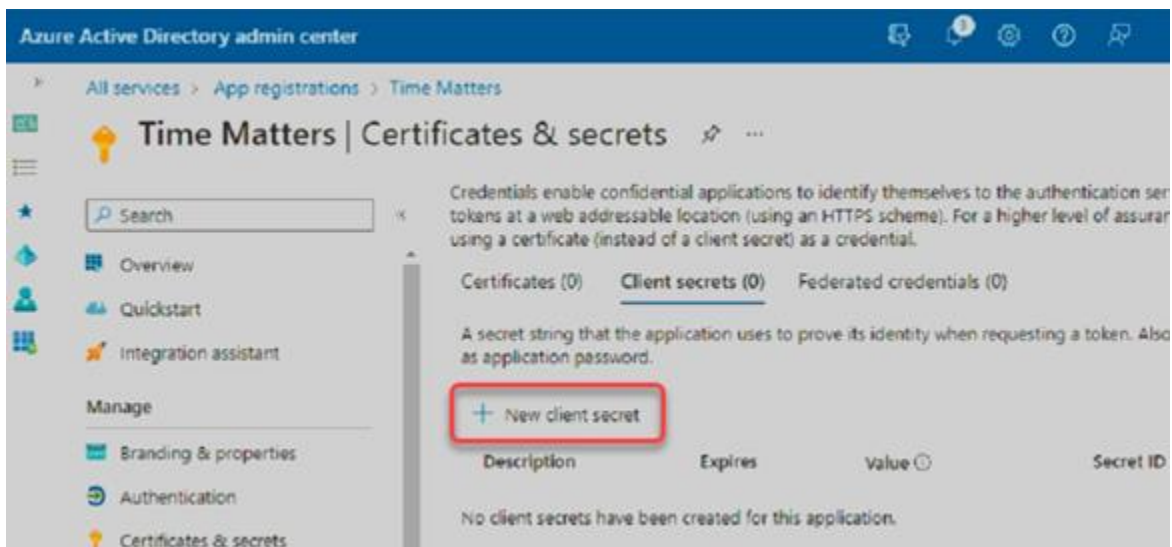 Azure Active Directory admin center
All services > App registrations > Time Matters
Time Matters | Certificates & secrets
Search
Overview
Quickstart
Integration assistant
Manage
Branding & properties
Authentication
Certificates & secrets
Credentials enable confidential applications to identify themselves to the authentication ser
tokens at a web addressable location (using an HTTPS scheme). For a higher level of assuran
using a certificate (instead of a client secret) as a credential.
Certificates (0) Client secrets (0) Federated credentials (0)
A secret string that the application uses to prove its identity when requesting a token. Also
as application password.
+ New client secret
Description Expires Value Secret ID
No client secrets have been created for this application.